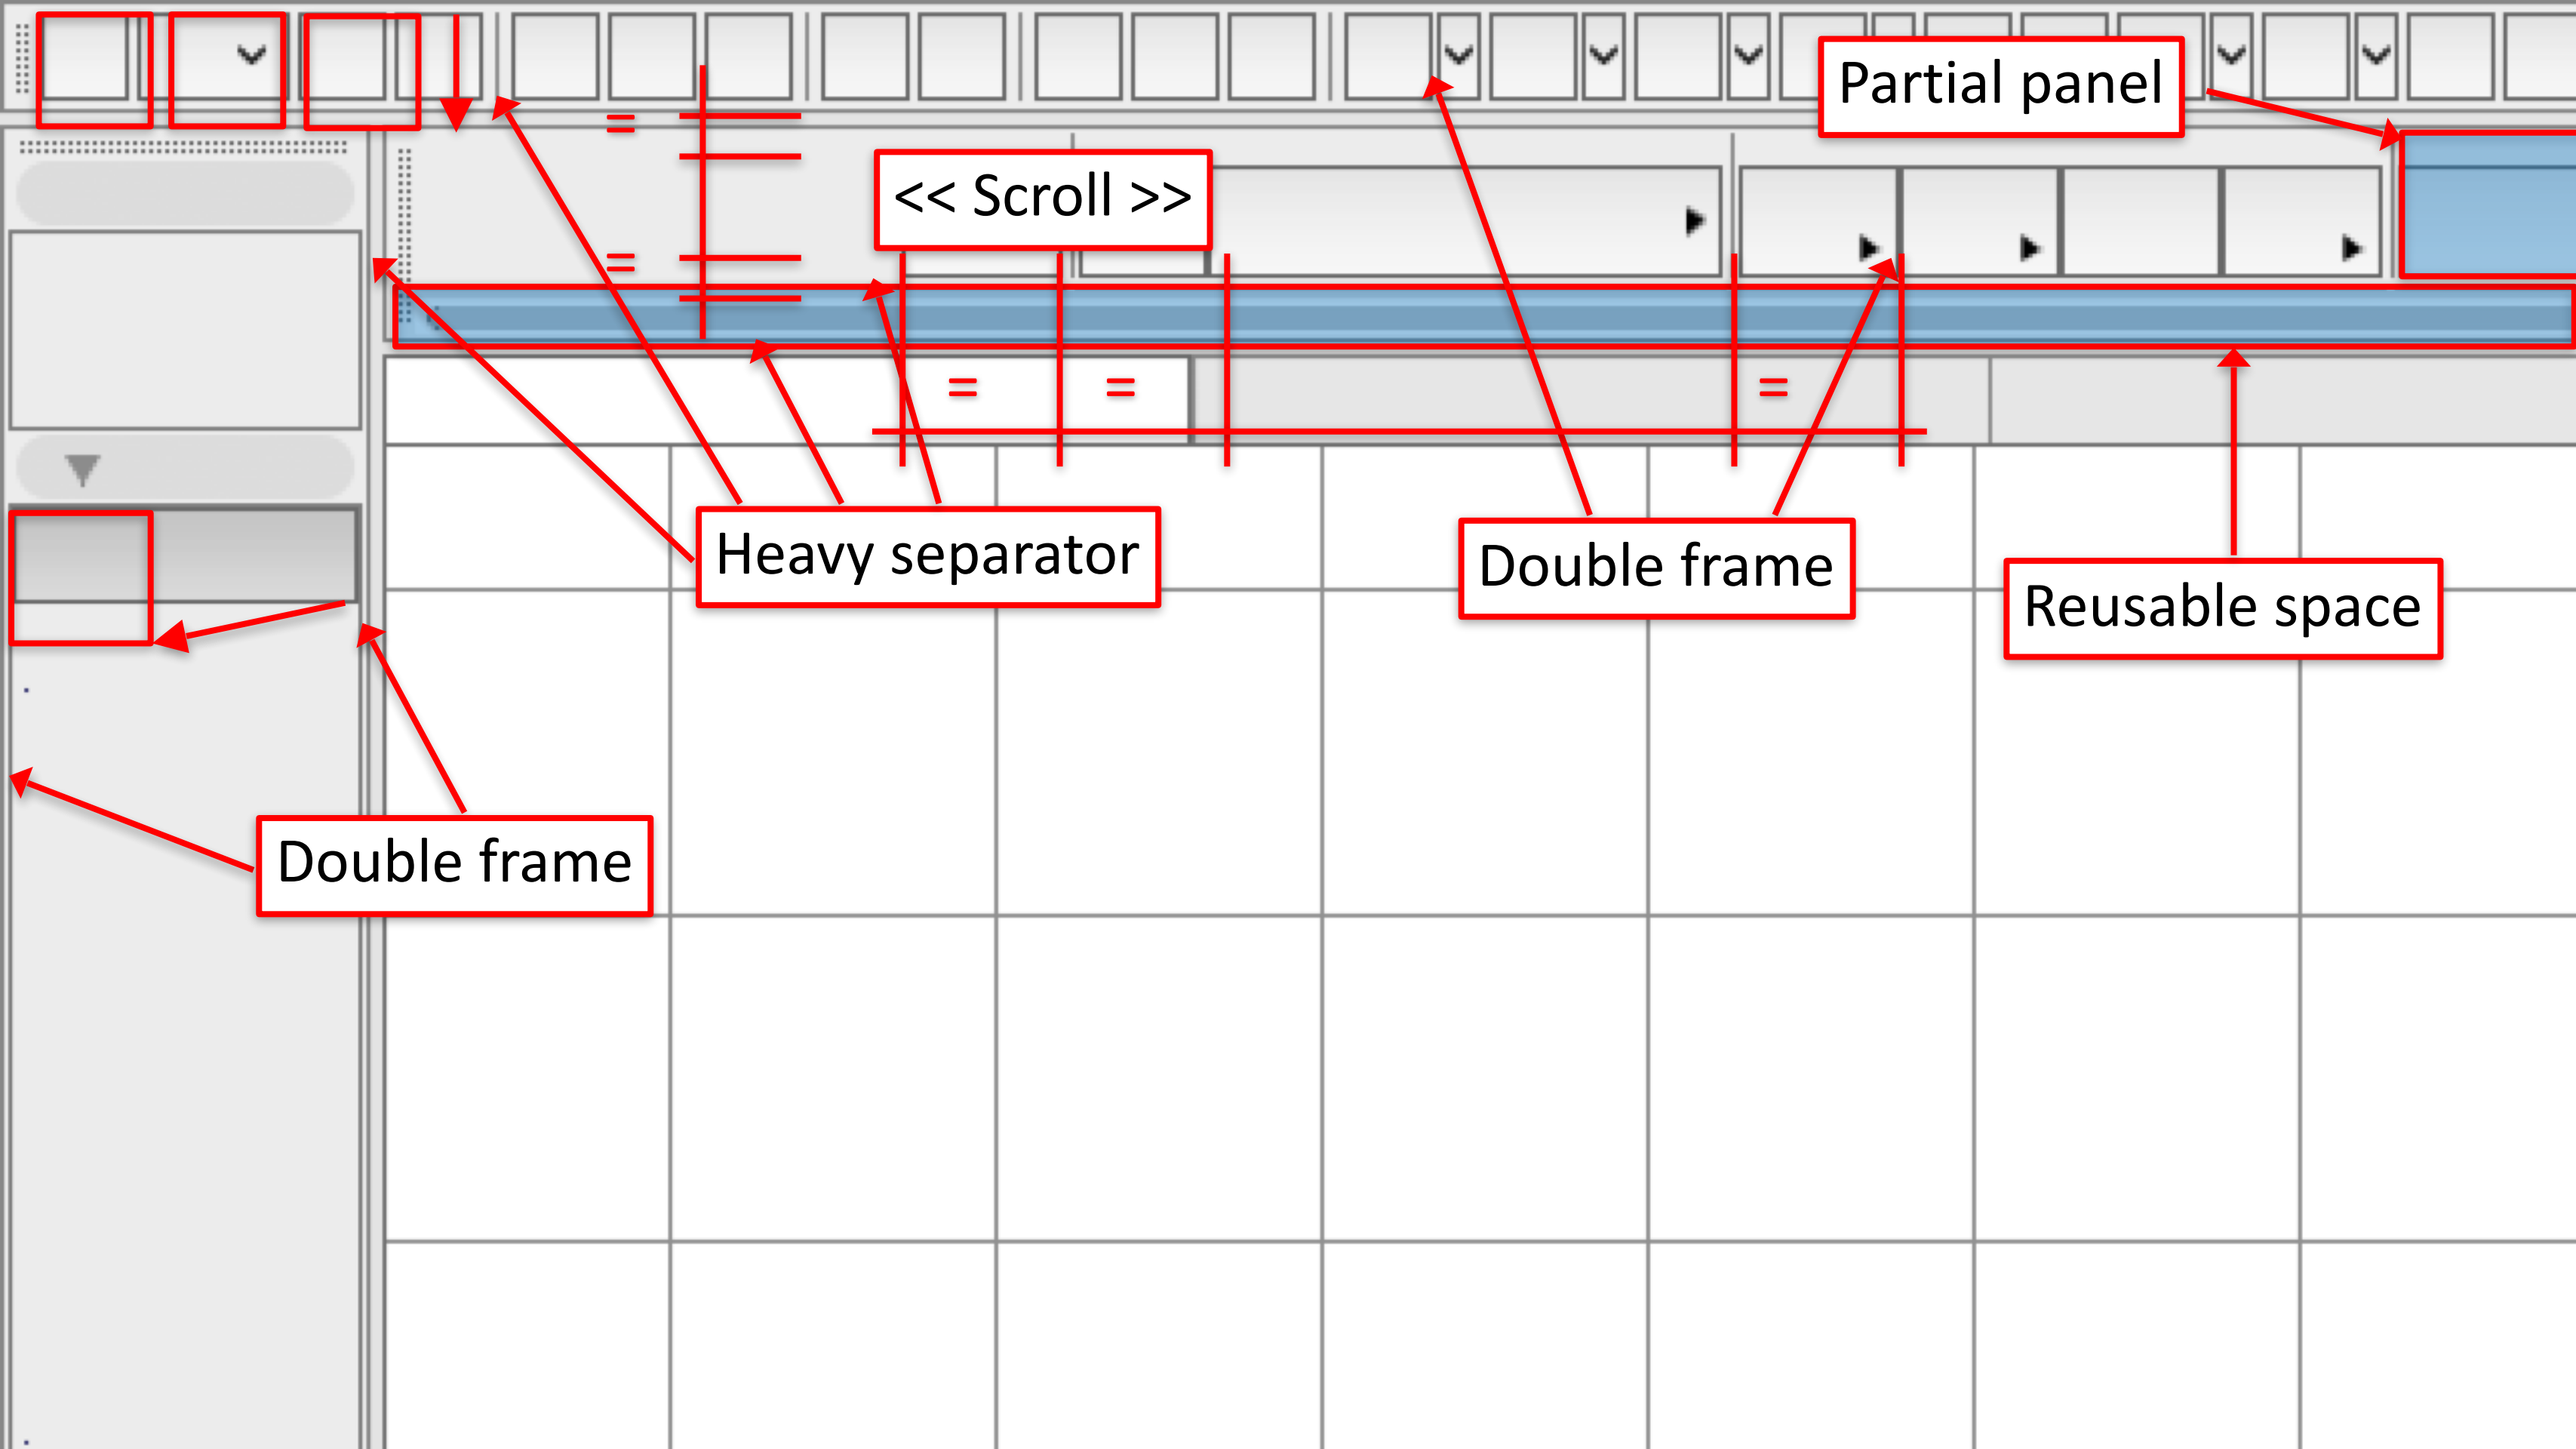 Partial panel
=
<< Scroll >>
=
= = =
Heavy separator
Double frame
Reusable space
Double frame